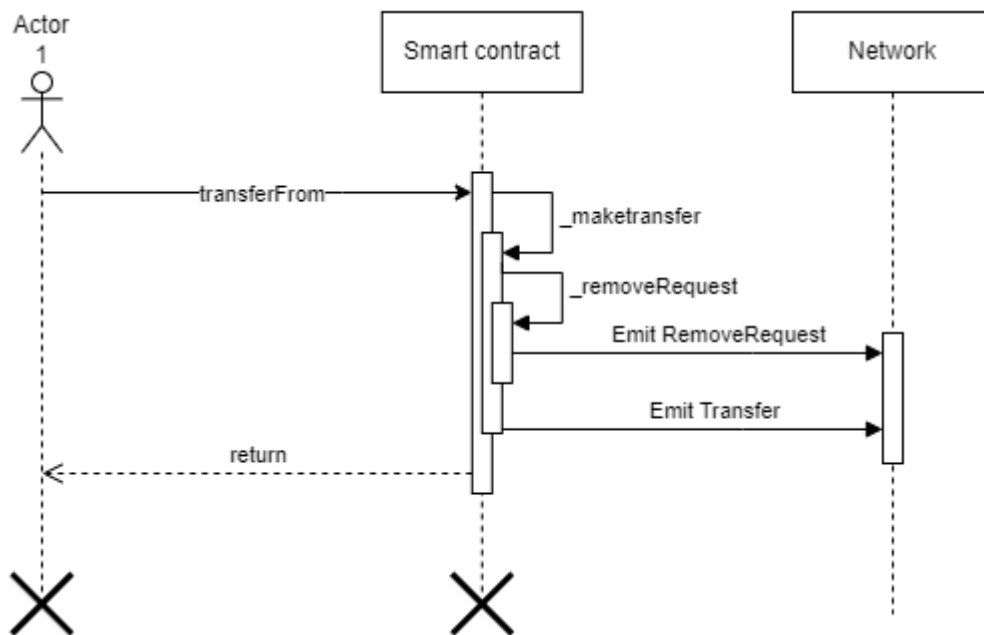 Actor
1
Smart contract
Network
transferFrom
_maketransfer
_removeRequest
Emit RemoveRequest
Emit Transfer
return